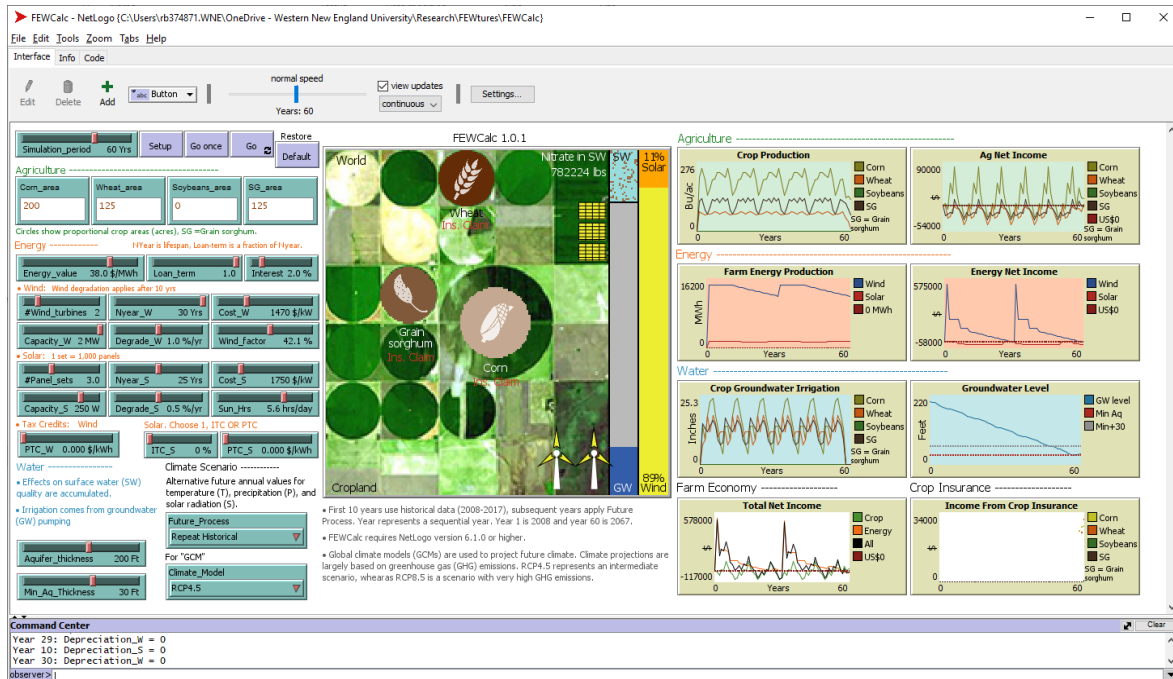 FEWCalc - NetLogo {C:\Users\rb374871.WNE\OneDrive - Western New England University\Research\FEWtures\FEWCalc}
File Edit Tools Zoom Tabs Help
Interface Info Code
Edit Delete Add
abc Button
normal speed
Years: 60
view updates
continuous
Settings...
Simulation_period 60 Yrs
Setup
Go once
Go
Restore
Default
Agriculture
Corn_area Wheat_area Soybeans_area SG_area
200 125 0 125
Circles show proportional crop areas (acres), SG =Grain sorghum.
Energy NYear is lifespan, Loan-term is a fraction of Nyear.
Energy_value 38.0 $/MWh Loan_term 1.0 Interest 2.0 %
• Wind: Wind degradation applies after 10 yrs
#Wind_turbines 2 Nyear_W 30 Yrs Cost_W 1470 $/kW
Capacity_W 2 MW Degrade_W 1.0 %/yr Wind_factor 42.1 %
• Solar: 1 set = 1,000 panels
#Panel_sets 3.0 Nyear_S 25 Yrs Cost_S 1750 $/kW
Capacity_S 250 W Degrade_S 0.5 %/yr Sun_Hrs 5.6 hrs/day
• Tax Credits: Wind Solar. Choose 1, ITC OR PTC
PTC_W 0.000 $/kWh ITC_S 0 % PTC_S 0.000 $/kWh
Water
• Effects on surface water (SW)
quality are accumulated.
• Irrigation comes from groundwater
(GW) pumping
Aquifer_thickness 200 Ft
Min_Aq_Thickness 30 Ft
Climate Scenario
Alternative future annual values for
temperature (T), precipitation (P), and
solar radiation (S).
Future_Process
Repeat Historical
For "GCM"
Climate_Model
RCP4.5
FEWCalc 1.0.1
World
Nitrate in SW
782224 lbs
SW
11%
Solar
Wheat
Ins. Claim
Grain
sorghum
Ins. Claim
Corn
Ins. Claim
Cropland
GW
89%
Wind
• First 10 years use historical data (2008-2017), subsequent years apply Future
Process. Year represents a sequential year. Year 1 is 2008 and year 60 is 2067.
• FEWCalc requires NetLogo version 6.1.0 or higher.
• Global climate models (GCMs) are used to project future climate. Climate projections are
largely based on greenhouse gas (GHG) emissions. RCP4.5 represents an intermediate
scenario, whearas RCP8.5 is a scenario with very high GHG emissions.
Agriculture
Crop Production
276
Bu/ac
0
0 Years 60
Corn
Wheat
Soybeans
SG
SG = Grain
sorghum
Ag Net Income
90000
$
-54000
0 Years 60
Corn
Wheat
Soybeans
SG
US$0
SG = Grain
sorghum
Energy
Farm Energy Production
16200
MWh
0
0 Years 60
Wind
Solar
0 MWh
Energy Net Income
575000
$
-58000
0 Years 60
Wind
Solar
US$0
Water
Crop Groundwater Irrigation
25.3
Inches
0
0 Years 60
Corn
Wheat
Soybeans
SG
SG = Grain
sorghum
Groundwater Level
220
Feet
0
0 Years 60
GW level
Min Aq
Min+30
Farm Economy
Total Net Income
578000
$
-117000
0 Years 60
Crop
Energy
All
US$0
Crop Insurance
Income From Crop Insurance
34000
$
0
0 Years 60
Corn
Wheat
Soybeans
SG
SG = Grain
sorghum
Command Center
Clear
Year 29: Depreciation_W = 0
Year 10: Depreciation_S = 0
Year 30: Depreciation_W = 0
observer>